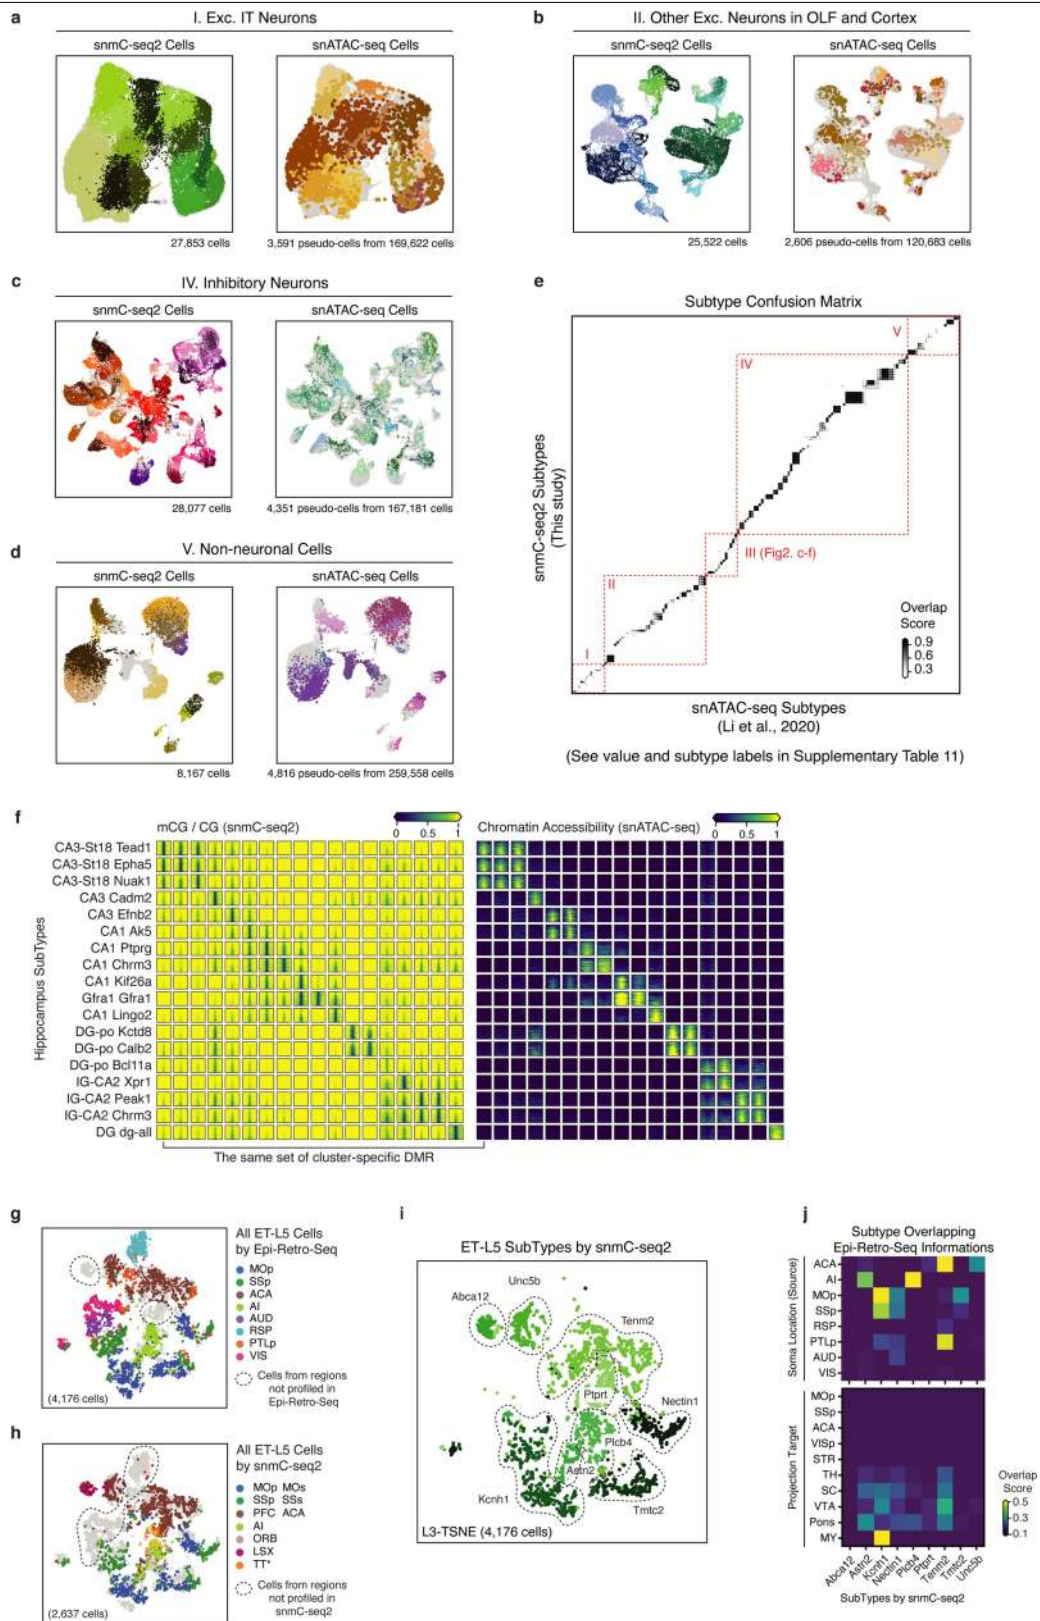 a
I. Exc. IT Neurons
snmC-seq2 Cells
snATAC-seq Cells
27,853 cells
3,591 pseudo-cells from 169,622 cells
b
II. Other Exc. Neurons in OLF and Cortex
snmC-seq2 Cells
snATAC-seq Cells
25,522 cells
2,606 pseudo-cells from 120,683 cells
c
IV. Inhibitory Neurons
snmC-seq2 Cells
snATAC-seq Cells
28,077 cells
4,351 pseudo-cells from 167,181 cells
d
V. Non-neuronal Cells
snmC-seq2 Cells
snATAC-seq Cells
8,167 cells
4,816 pseudo-cells from 259,558 cells
e
Subtype Confusion Matrix
snmC-seq2 Subtypes
(This study)
V
IV
III (Fig2. c-f)
II
I
Overlap
Score
0.9
0.6
0.3
snATAC-seq Subtypes
(Li et al., 2020)
(See value and subtype labels in Supplementary Table 11)
f
mCG / CG (snmC-seq2)
0 0.5 1
Chromatin Accessibility (snATAC-seq)
0 0.5 1
Hippocampus SubTypes
CA3-St18 Tead1
CA3-St18 Epha5
CA3-St18 Nuak1
CA3 Cadm2
CA3 Efnb2
CA1 Ak5
CA1 Ptprg
CA1 Chrm3
CA1 Kif26a
Gfra1 Gfra1
CA1 Lingo2
DG-po Kctd8
DG-po Calb2
DG-po Bcl11a
IG-CA2 Xpr1
IG-CA2 Peak1
IG-CA2 Chrm3
DG dg-all
The same set of cluster-specific DMR
g
All ET-L5 Cells
by Epi-Retro-Seq
MOp
SSp
ACA
AI
AUD
RSP
PTLp
VIS
Cells from regions
not profiled in
Epi-Retro-Seq
(4,176 cells)
h
All ET-L5 Cells
by snmC-seq2
MOp MOs
SSp SSs
PFC ACA
AI
ORB
LSX
TT*
Cells from regions
not profiled in
snmC-seq2
(2,637 cells)
i
ET-L5 SubTypes by snmC-seq2
Unc5b
Abca12
Tenm2
Ptprt
Nectin1
Plcb4
Astn2
Kcnh1
Tmtc2
L3-TSNE (4,176 cells)
j
Subtype Overlapping
Epi-Retro-Seq Informations
Soma Location (Source)
ACA
AI
MOp
SSp
RSP
PTLp
AUD
VIS
Projection Target
MOp
SSp
ACA
VISp
STR
TH
SC
VTA
Pons
MY
Overlap
Score
0.5
0.3
0.1
Abca12
Astn2
Kcnh1
Nectin1
Plcb4
Ptprt
Tenm2
Tmtc2
Unc5b
SubTypes by snmC-seq2